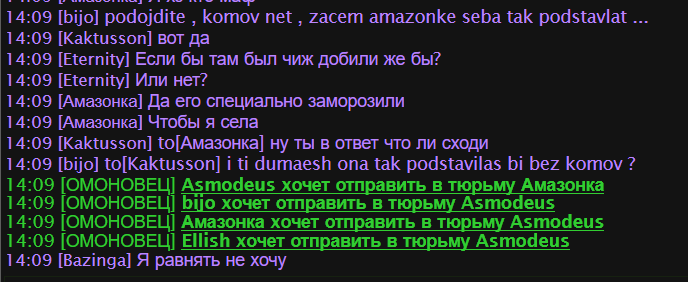 14:09 [bijo] podojdite , komov net , zacem amazonke seba tak podstavlat ...
14:09 [Kaktusson] вот да
14:09 [Eternity] Если бы там был чиж добили же бы?
14:09 [Eternity] Или нет?
14:09 [Амазонка] Да его специально заморозили
14:09 [Амазонка] Чтобы я села
14:09 [Kaktusson] to[Амазонка] ну ты в ответ что ли сходи
14:09 [bijo] to[Kaktusson] i ti dumaesh ona tak podstavilas bi bez komov ?
14:09 [ОМОНОВЕЦ] Asmodeus хочет отправить в тюрьму Амазонка
14:09 [ОМОНОВЕЦ] bijo хочет отправить в тюрьму Asmodeus
14:09 [ОМОНОВЕЦ] Амазонка хочет отправить в тюрьму Asmodeus
14:09 [ОМОНОВЕЦ] Ellish хочет отправить в тюрьму Asmodeus
14:09 [Bazinga] Я равнять не хочу